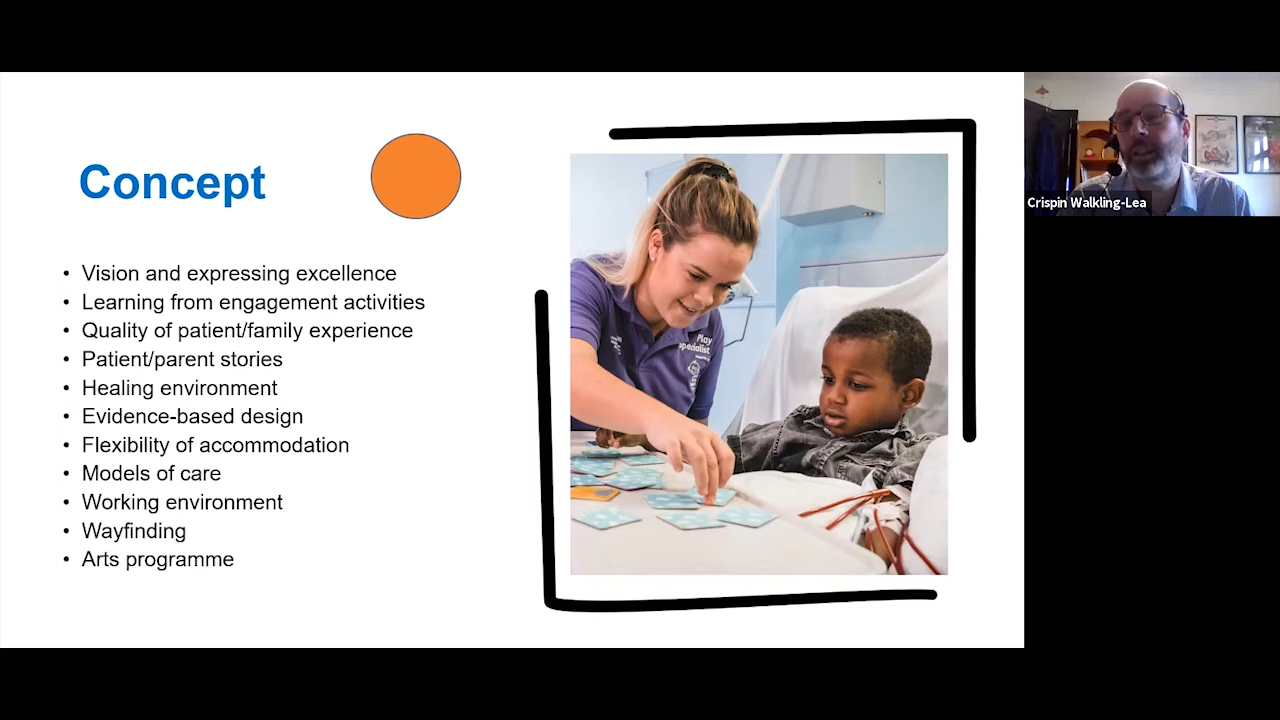 Concept
• Vision and expressing excellence
• Learning from engagement activities
• Quality of patient/family experience
• Patient/parent stories
• Healing environment
• Evidence-based design
• Flexibility of accommodation
• Models of care
• Working environment
• Wayfinding
• Arts programme
Play
Specialist
Crispin Walkling-Lea